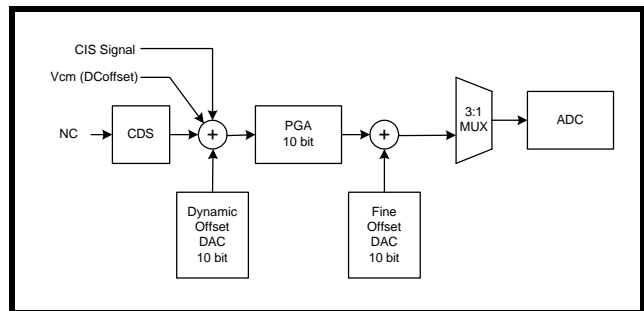 CIS Signal
Vcm (DCoffset)
NC
CDS
+
PGA
10 bit
+
3:1
MUX
ADC
Dynamic
Offset
DAC
10 bit
Fine
Offset
DAC
10 bit